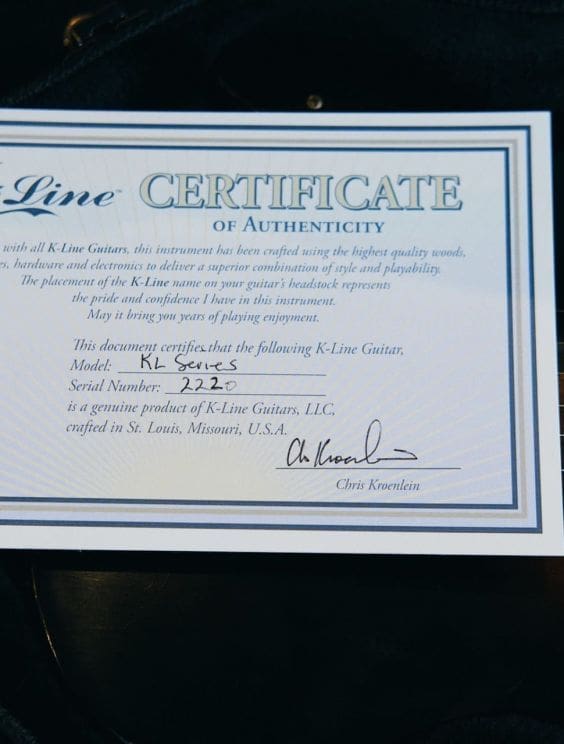 Line™ CERTIFICATE
OF AUTHENTICITY
with all K-Line Guitars, this instrument has been crafted using the highest quality woods,
hardware and electronics to deliver a superior combination of style and playability.
The placement of the K-Line name on your guitar's headstock represents
the pride and confidence I have in this instrument.
May it bring you years of playing enjoyment.
This document certifies that the following K-Line Guitar,
Model: KL Series
Serial Number: 2220
is a genuine product of K-Line Guitars, LLC,
crafted in St. Louis, Missouri, U.S.A.
Chris Kroenlein